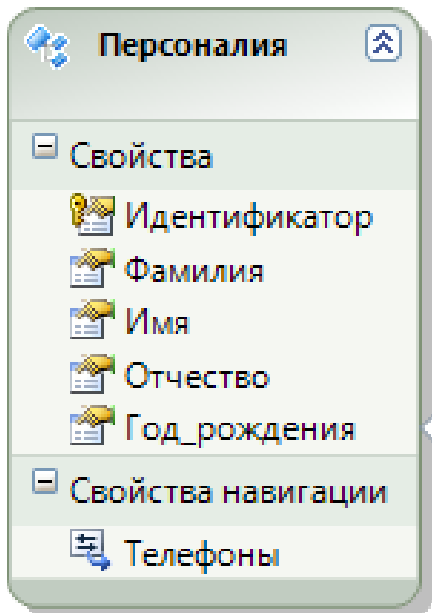 Персоналия
Свойства
Идентификатор
Фамилия
Имя
Отчество
Год_рождения
Свойства навигации
Телефоны